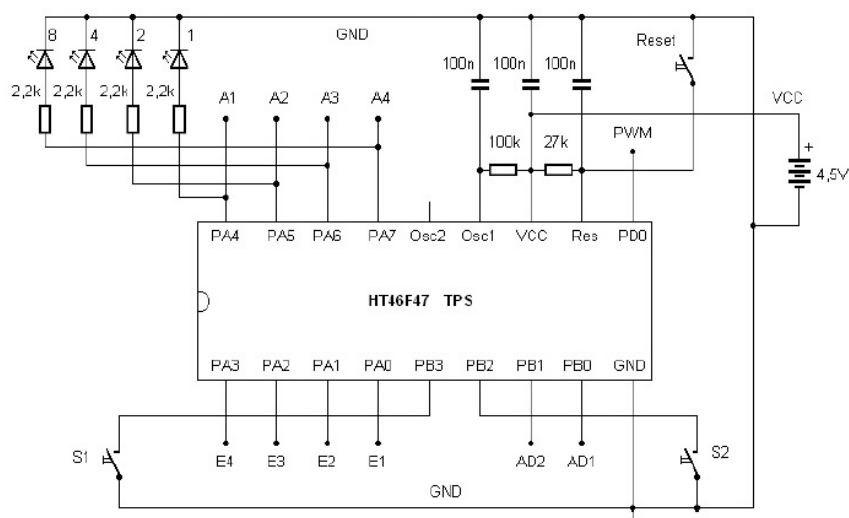 8 4 2 1 GND
Reset
100n 100n 100n
2,2k 2,2k 2,2k 2,2k
A1 A2 A3 A4
VCC
PWM
100k 27k
+
4,5V
PA4 PA5 PA6 PA7 Osc2 Osc1 VCC Res PD0
HT46F47 TPS
PA3 PA2 PA1 PA0 PB3 PB2 PB1 PB0 GND
S1 E4 E3 E2 E1 AD2 AD1 S2
GND